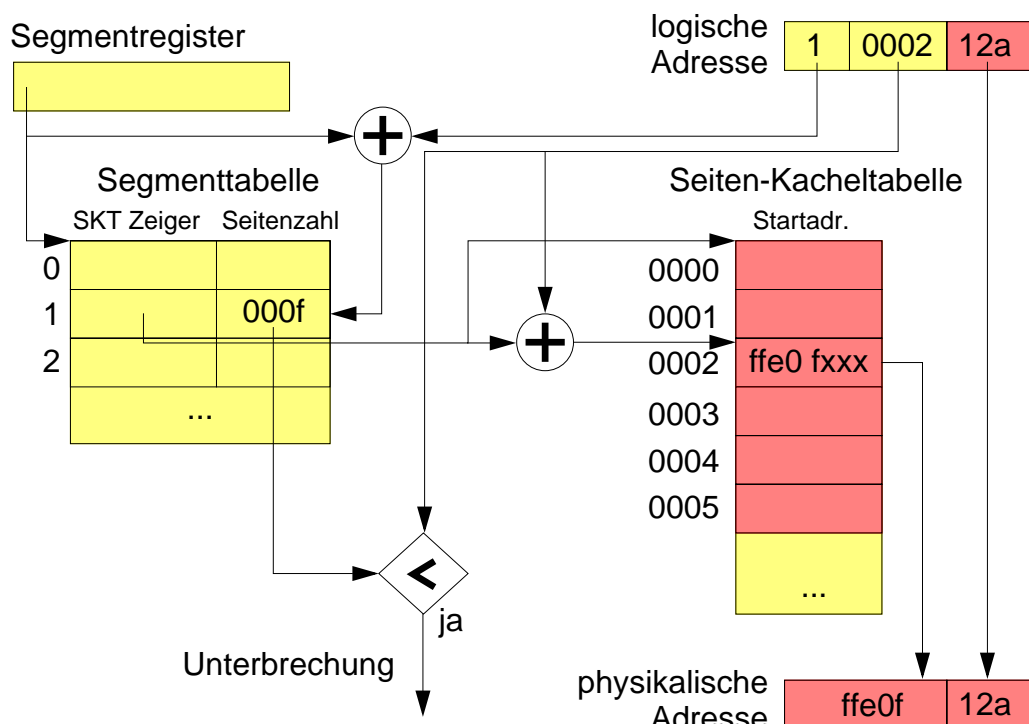 Segmentregister
logische
Adresse
1 0002 12a
+
Segmenttabelle
SKT Zeiger Seitenzahl
0
1 000f
2
...
+
Seiten-Kacheltabelle
Startadr.
0000
0001
0002 ffe0 fxxx
0003
0004
0005
...
<
ja
Unterbrechung
physikalische
Adresse
ffe0f 12a